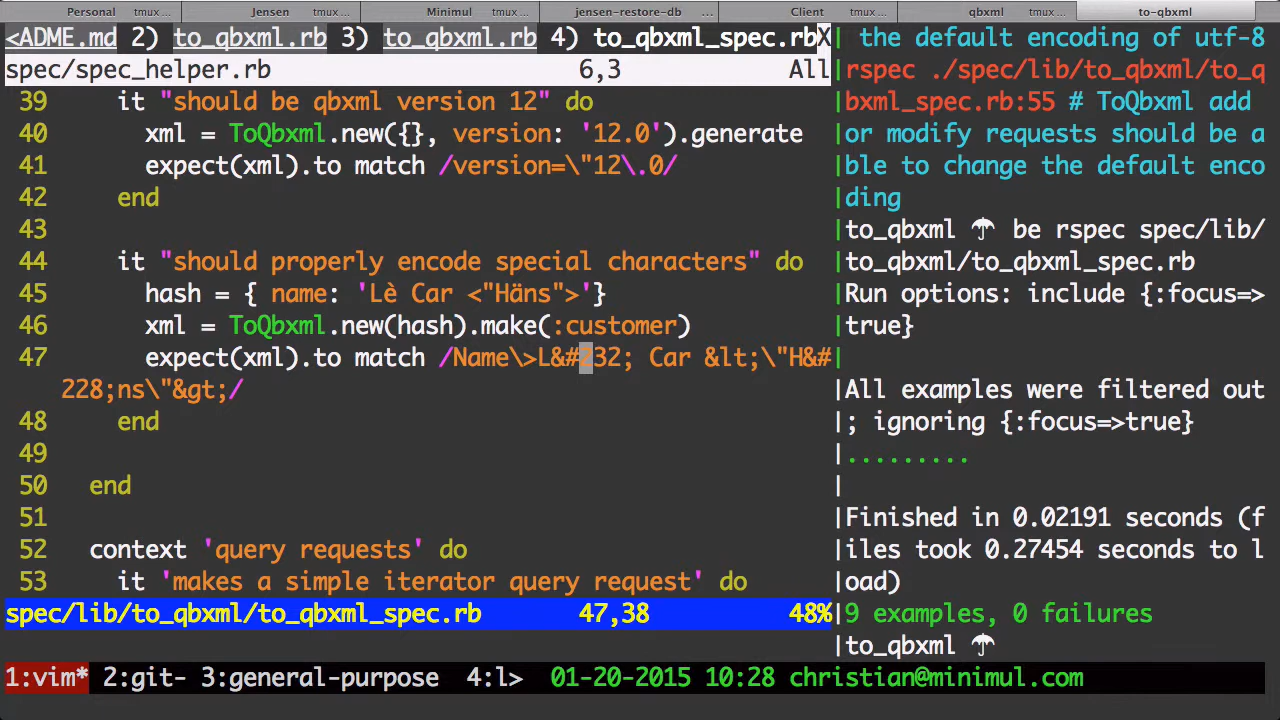 Personal tmux ... Jensen tmux ... Minimul tmux ... jensen-restore-db ... Client tmux ... qbxml tmux ... to-qbxml
<ADME.md 2) to_qbxml.rb 3) to_qbxml.rb 4) to_qbxml_spec.rbX
spec/spec_helper.rb 6,3 All
39 it "should be qbxml version 12" do
40 xml = ToQbxml.new({}, version: '12.0').generate
41 expect(xml).to match /version=\"12\.0/
42 end
43
44 it "should properly encode special characters" do
45 hash = { name: 'Lè Car <"Häns">'}
46 xml = ToQbxml.new(hash).make(:customer)
47 expect(xml).to match /Name\>L&#232; Car &lt;\"H&#
228;ns\"&gt;/
48 end
49
50 end
51
52 context 'query requests' do
53 it 'makes a simple iterator query request' do
spec/lib/to_qbxml/to_qbxml_spec.rb 47,38 48%
the default encoding of utf-8
rspec ./spec/lib/to_qbxml/to_q
bxml_spec.rb:55 # ToQbxml add
or modify requests should be a
ble to change the default enco
ding
to_qbxml ☂ be rspec spec/lib/
to_qbxml/to_qbxml_spec.rb
Run options: include {:focus=>
true}
All examples were filtered out
; ignoring {:focus=>true}
.........
Finished in 0.02191 seconds (f
iles took 0.27454 seconds to l
oad)
9 examples, 0 failures
to_qbxml ☂
1:vim* 2:git- 3:general-purpose 4:l> 01-20-2015 10:28 christian@minimul.com